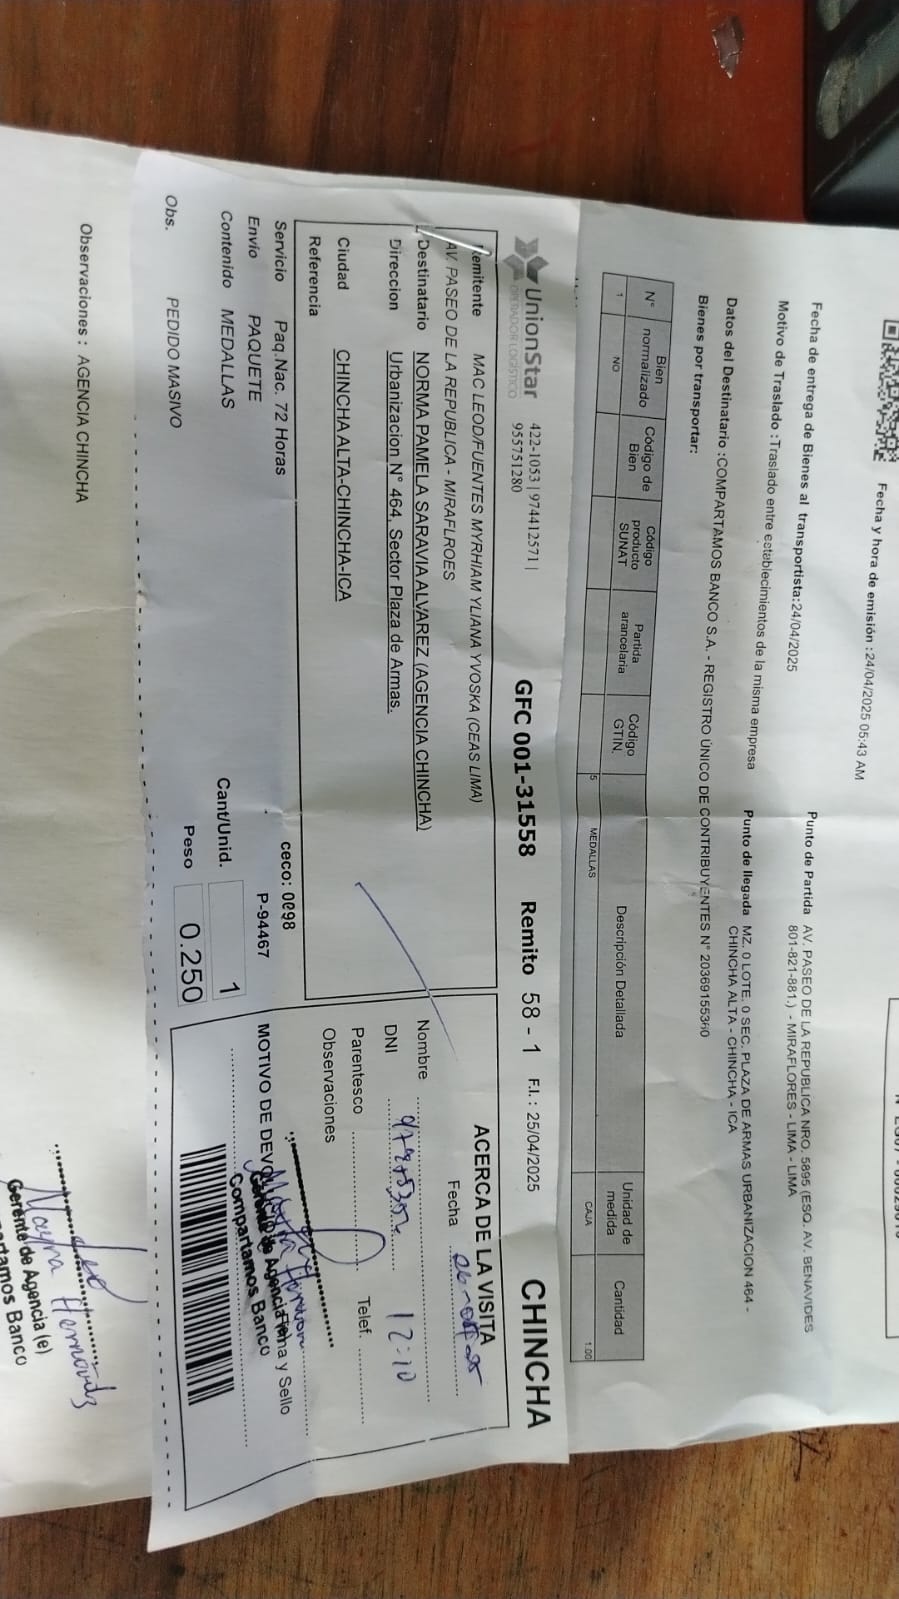 Fecha y hora de emisión :24/04/2025 05:43 AM
Fecha de entrega de Bienes al transportista:24/04/2025
Motivo de Traslado :Traslado entre establecimientos de la misma empresa
Punto de Partida AV. PASEO DE LA REPUBLICA NRO. 5895 (ESQ. AV. BENAVIDES
801-821-881,) - MIRAFLORES - LIMA - LIMA
Punto de llegada MZ. 0 LOTE. 0 SEC. PLAZA DE ARMAS URBANIZACION 464 -
CHINCHA ALTA - CHINCHA - ICA
Datos del Destinatario :COMPARTAMOS BANCO S.A. - REGISTRO ÚNICO DE CONTRIBUYENTES N° 20369155360
Bienes por transportar:
N° Bien normalizado Código de Bien Código producto SUNAT Partida arancelaria Código GTIN. Descripción Detallada Unidad de medida Cantidad
1 NO 5 MEDALLAS CAJA 1.00
UnionStar
OPERADOR LOGÍSTICO
422-1053 | 974412571 |
955751280
GFC 001-31558 Remito 58 - 1 F.I.: 25/04/2025 CHINCHA
Remitente MAC LEOD/FUENTES MYRHIAM YLIANA YVOSKA (CEAS LIMA)
AV. PASEO DE LA REPUBLICA - MIRAFLROES
Destinatario NORMA PAMELA SARAVIA ALVAREZ (AGENCIA CHINCHA)
Direccion Urbanizacion N° 464, Sector Plaza de Armas.
Ciudad CHINCHA ALTA-CHINCHA-ICA
Referencia
ACERCA DE LA VISITA
Fecha
Nombre
DNI 12:10
Parentesco Telef.
Observaciones
Servicio Paq.Nac. 72 Horas ceco: 0698
Envio PAQUETE P-94467
Contenido MEDALLAS Cant/Unid. 1
Peso 0.250
Obs. PEDIDO MASIVO
MOTIVO DE y Sello
Compartamos Banco
Observaciones : AGENCIA CHINCHA
Mayra
Gerente de Agencia (e)
Banco